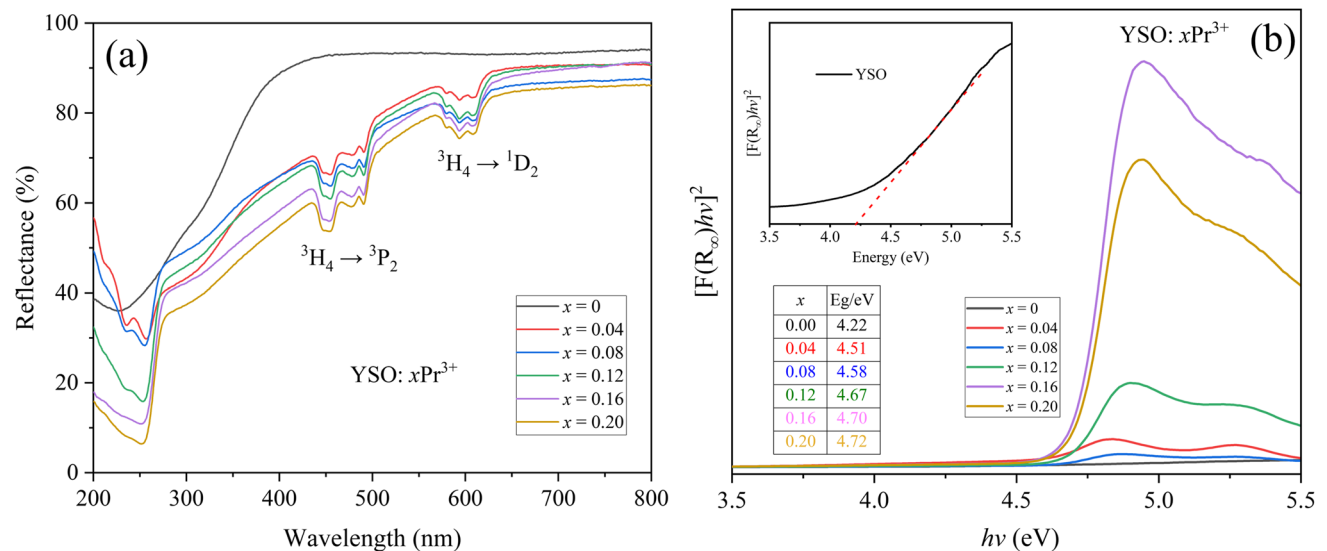 (a)
Reflectance (%)
100
80
60
40
20
0
³H₄ → ¹D₂
³H₄ → ³P₂
YSO: xPr³⁺
x = 0
x = 0.04
x = 0.08
x = 0.12
x = 0.16
x = 0.20
200 300 400 500 600 700 800
Wavelength (nm)
YSO: xPr³⁺ (b)
[F(R∞)hν]²
[F(R∞)hν]²
YSO
3.5 4.0 4.5 5.0 5.5
Energy (eV)
x Eg/eV
0.00 4.22
0.04 4.51
0.08 4.58
0.12 4.67
0.16 4.70
0.20 4.72
x = 0
x = 0.04
x = 0.08
x = 0.12
x = 0.16
x = 0.20
3.5 4.0 4.5 5.0 5.5
hν (eV)